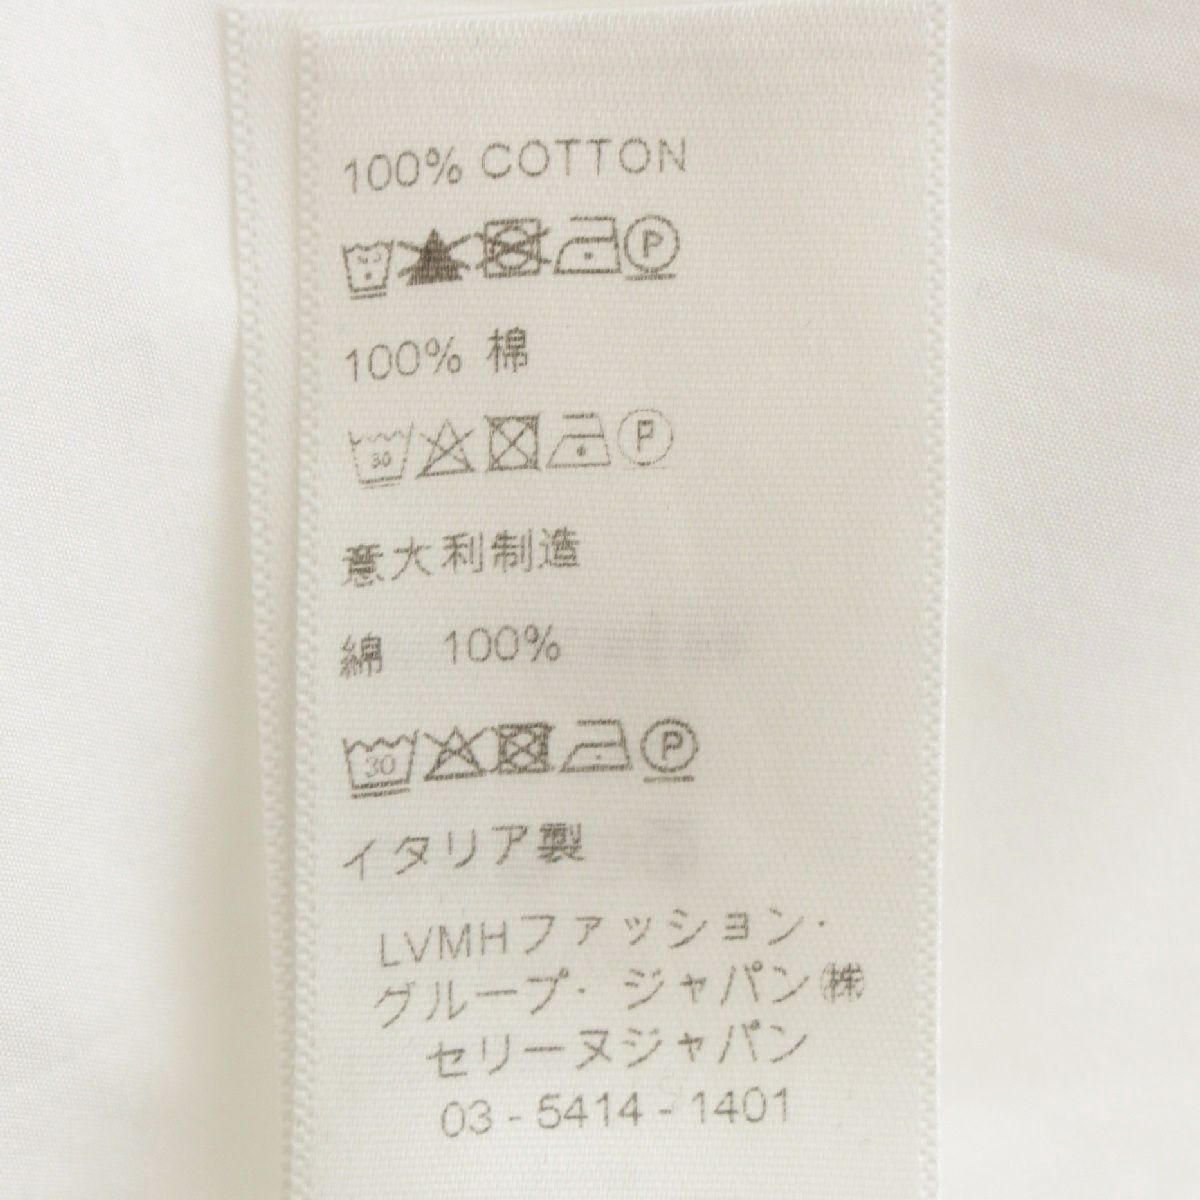 100% COTTON
100% 棉
30
意大利制造
綿 100%
30
イタリア製
LVMHファッション・
グループ・ジャパン㈱
セリーヌジャパン
03-5414-1401